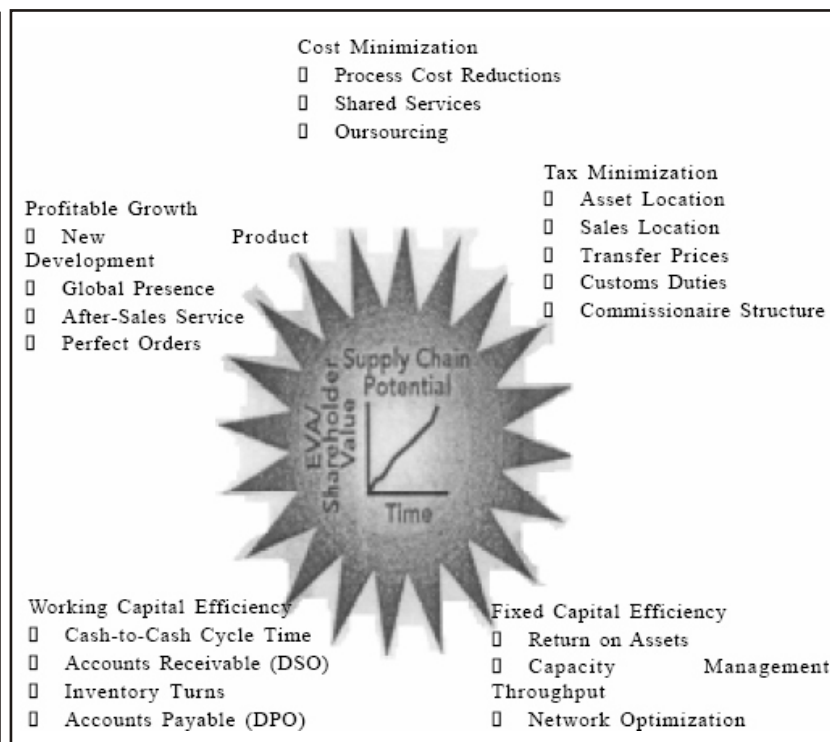 Cost Minimization
▯ Process Cost Reductions
▯ Shared Services
▯ Oursourcing
Tax Minimization
▯ Asset Location
▯ Sales Location
▯ Transfer Prices
▯ Customs Duties
▯ Commissionaire Structure
Profitable Growth
▯ New Product
Development
▯ Global Presence
▯ After-Sales Service
▯ Perfect Orders
Supply Chain
Potential
EVA/
Shareholder
Value
Time
Working Capital Efficiency
▯ Cash-to-Cash Cycle Time
▯ Accounts Receivable (DSO)
▯ Inventory Turns
▯ Accounts Payable (DPO)
Fixed Capital Efficiency
▯ Return on Assets
▯ Capacity Management
Throughput
▯ Network Optimization